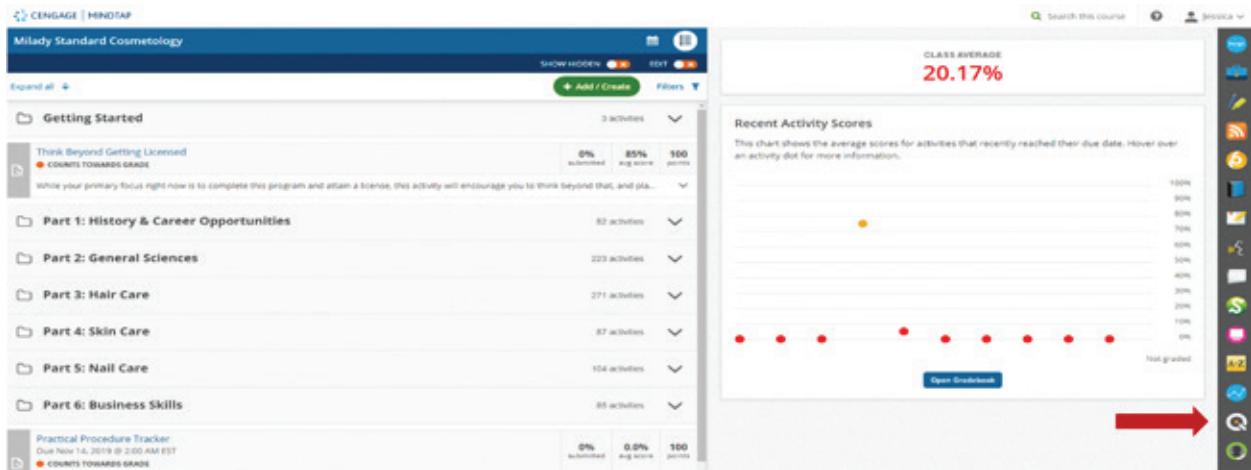 CENGAGE | MINDTAP
Search this course
Jessica
Milady Standard Cosmetology
SHOW HIDDEN
EDIT
Expand all
+ Add / Create
Filters
Getting Started
3 activities
Think Beyond Getting Licensed
COUNTS TOWARDS GRADE
0% submitted
85% avg score
100 points
While your primary focus right now is to complete this program and attain a license, this activity will encourage you to think beyond that, and pla...
Part 1: History & Career Opportunities
82 activities
Part 2: General Sciences
223 activities
Part 3: Hair Care
271 activities
Part 4: Skin Care
87 activities
Part 5: Nail Care
104 activities
Part 6: Business Skills
85 activities
Practical Procedure Tracker
Due Nov 14, 2019 @ 2:00 AM EST
COUNTS TOWARDS GRADE
0% submitted
0.0% avg score
100 points
CLASS AVERAGE
20.17%
Recent Activity Scores
This chart shows the average scores for activities that recently reached their due date. Hover over
an activity dot for more information.
100%
90%
80%
70%
60%
50%
40%
30%
20%
10%
0%
Not graded
Open Gradebook
A-Z